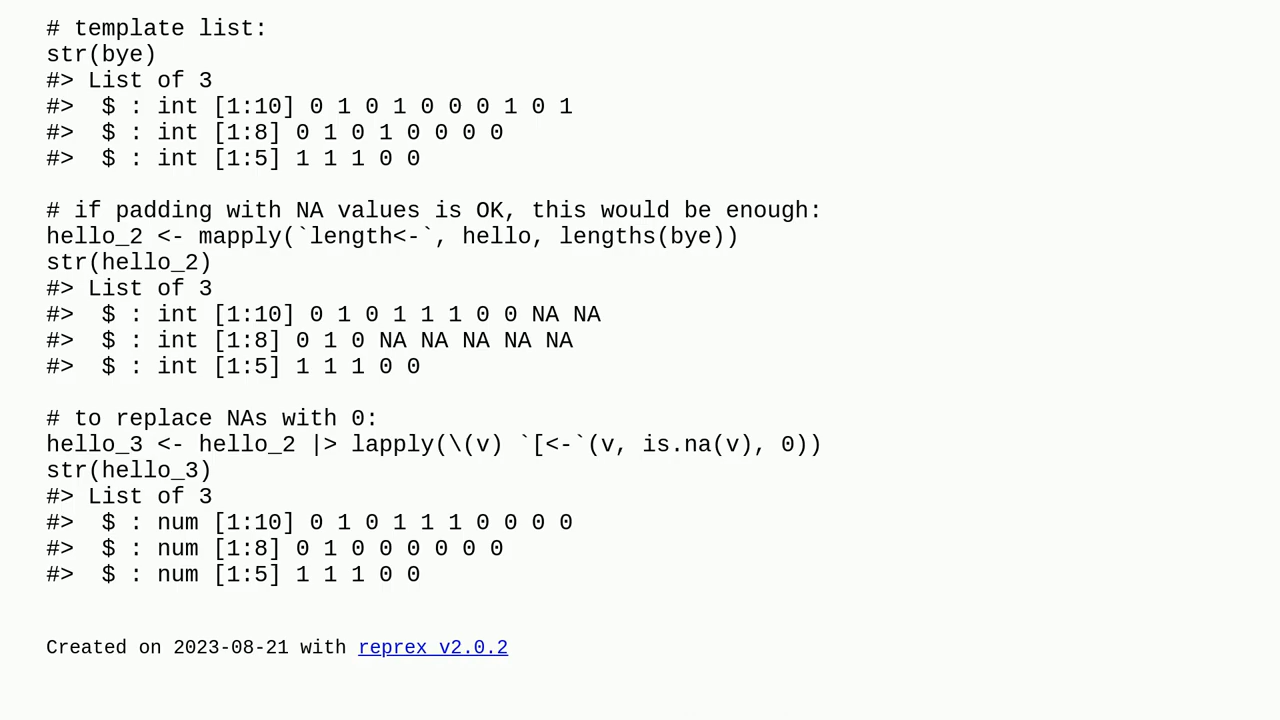 # template list:
str(bye)
#> List of 3
#>  $ : int [1:10] 0 1 0 1 0 0 0 1 0 1
#>  $ : int [1:8] 0 1 0 1 0 0 0 0
#>  $ : int [1:5] 1 1 1 0 0
# if padding with NA values is OK, this would be enough:
hello_2 <- mapply(`length<-`, hello, lengths(bye))
str(hello_2)
#> List of 3
#>  $ : int [1:10] 0 1 0 1 1 1 0 0 NA NA
#>  $ : int [1:8] 0 1 0 NA NA NA NA NA
#>  $ : int [1:5] 1 1 1 0 0
# to replace NAs with 0:
hello_3 <- hello_2 |> lapply(\(v) `[<-`(v, is.na(v), 0))
str(hello_3)
#> List of 3
#>  $ : num [1:10] 0 1 0 1 1 1 0 0 0 0
#>  $ : num [1:8] 0 1 0 0 0 0 0 0
#>  $ : num [1:5] 1 1 1 0 0
Created on 2023-08-21 with reprex v2.0.2